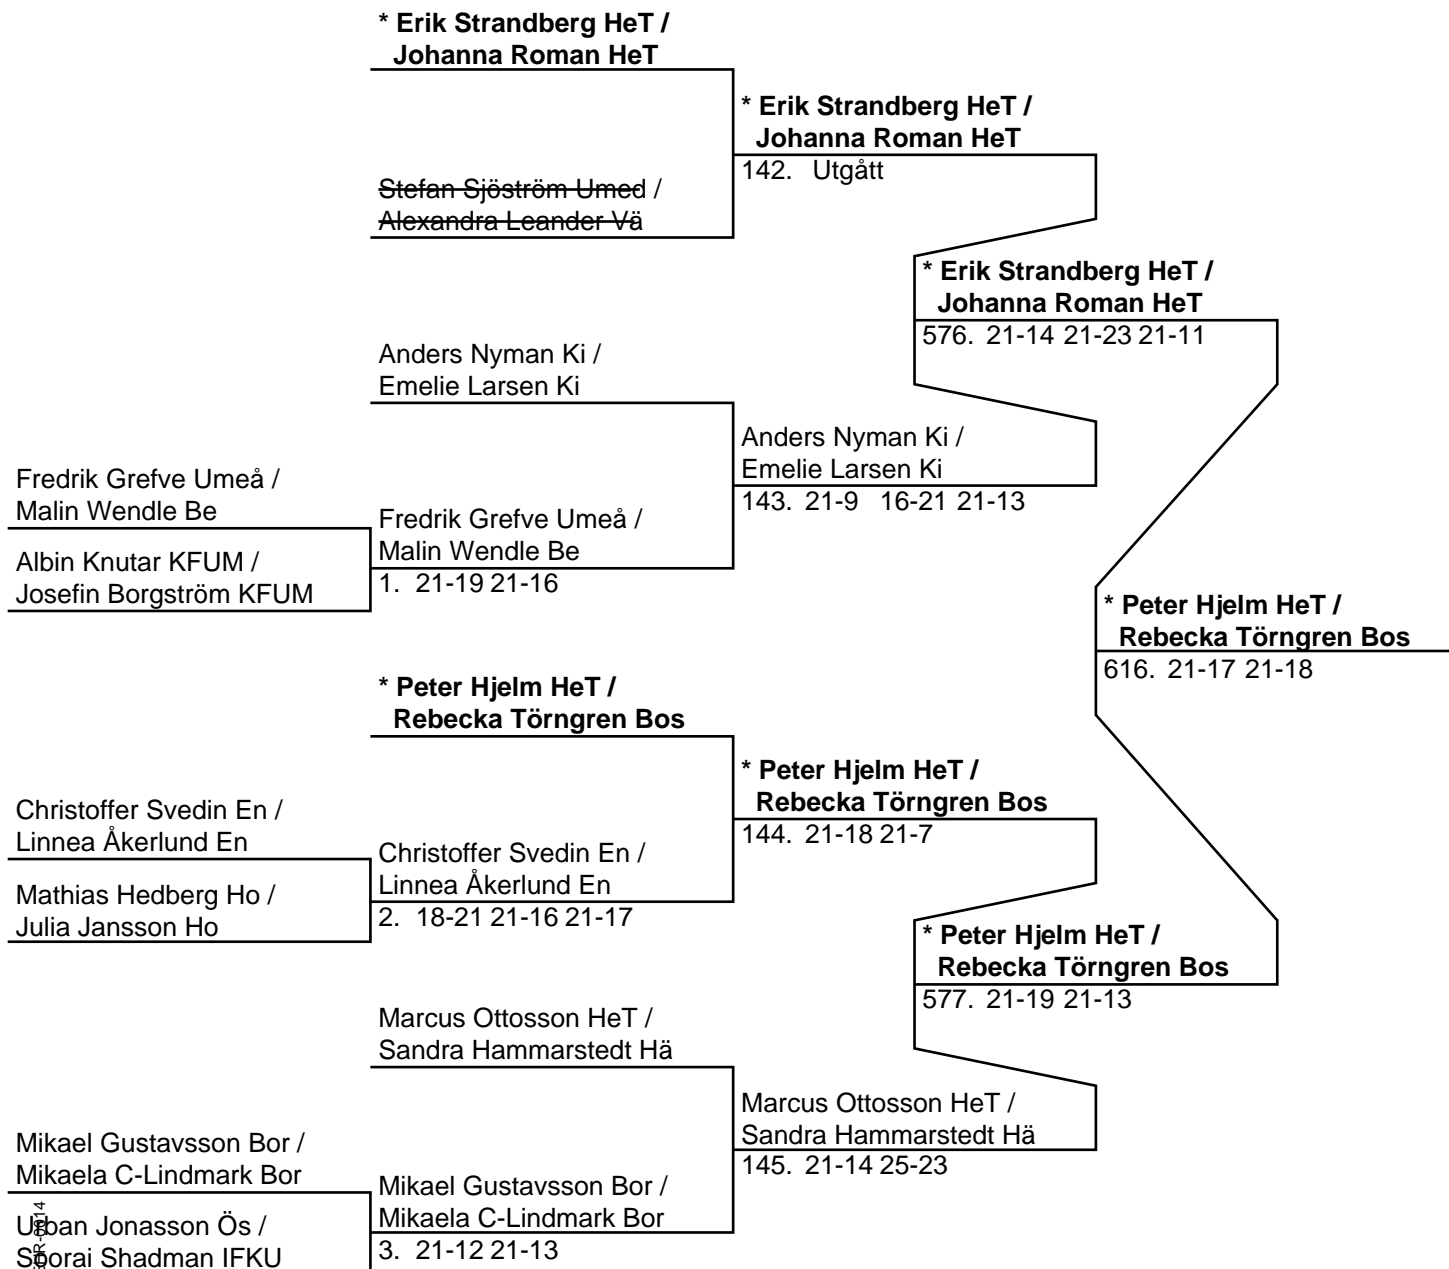 * Erik Strandberg HeT /
Johanna Roman HeT
* Erik Strandberg HeT /
Johanna Roman HeT
142. Utgått
Stefan Sjöström Umed /
Alexandra Leander Vä
* Erik Strandberg HeT /
Johanna Roman HeT
576. 21-14 21-23 21-11
Anders Nyman Ki /
Emelie Larsen Ki
Anders Nyman Ki /
Emelie Larsen Ki
143. 21-9 16-21 21-13
Fredrik Grefve Umeå /
Malin Wendle Be
Fredrik Grefve Umeå /
Malin Wendle Be
1. 21-19 21-16
Albin Knutar KFUM /
Josefin Borgström KFUM
* Peter Hjelm HeT /
Rebecka Törngren Bos
616. 21-17 21-18
* Peter Hjelm HeT /
Rebecka Törngren Bos
* Peter Hjelm HeT /
Rebecka Törngren Bos
144. 21-18 21-7
Christoffer Svedin En /
Linnea Åkerlund En
Christoffer Svedin En /
Linnea Åkerlund En
2. 18-21 21-16 21-17
Mathias Hedberg Ho /
Julia Jansson Ho
* Peter Hjelm HeT /
Rebecka Törngren Bos
577. 21-19 21-13
Marcus Ottosson HeT /
Sandra Hammarstedt Hä
Marcus Ottosson HeT /
Sandra Hammarstedt Hä
145. 21-14 25-23
Mikael Gustavsson Bor /
Mikaela C-Lindmark Bor
Mikael Gustavsson Bor /
Mikaela C-Lindmark Bor
3. 21-12 21-13
Urban Jonasson Ös /
Shadman IFKU